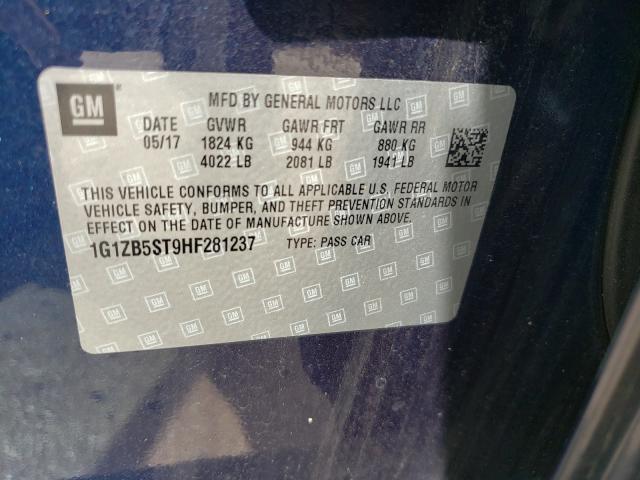 GM
MFD BY GENERAL MOTORS LLC
DATE GVWR GAWR FRT GAWR RR
05/17 1824 KG 944 KG 880 KG
4022 LB 2081 LB 1941 LB
THIS VEHICLE CONFORMS TO ALL APPLICABLE U.S. FEDERAL MOTOR
VEHICLE SAFETY, BUMPER, AND THEFT PREVENTION STANDARDS IN
EFFECT ON THE DATE OF MANUFACTURE SHOWN ABOVE.
1G1ZB5ST9HF281237 TYPE: PASS CAR